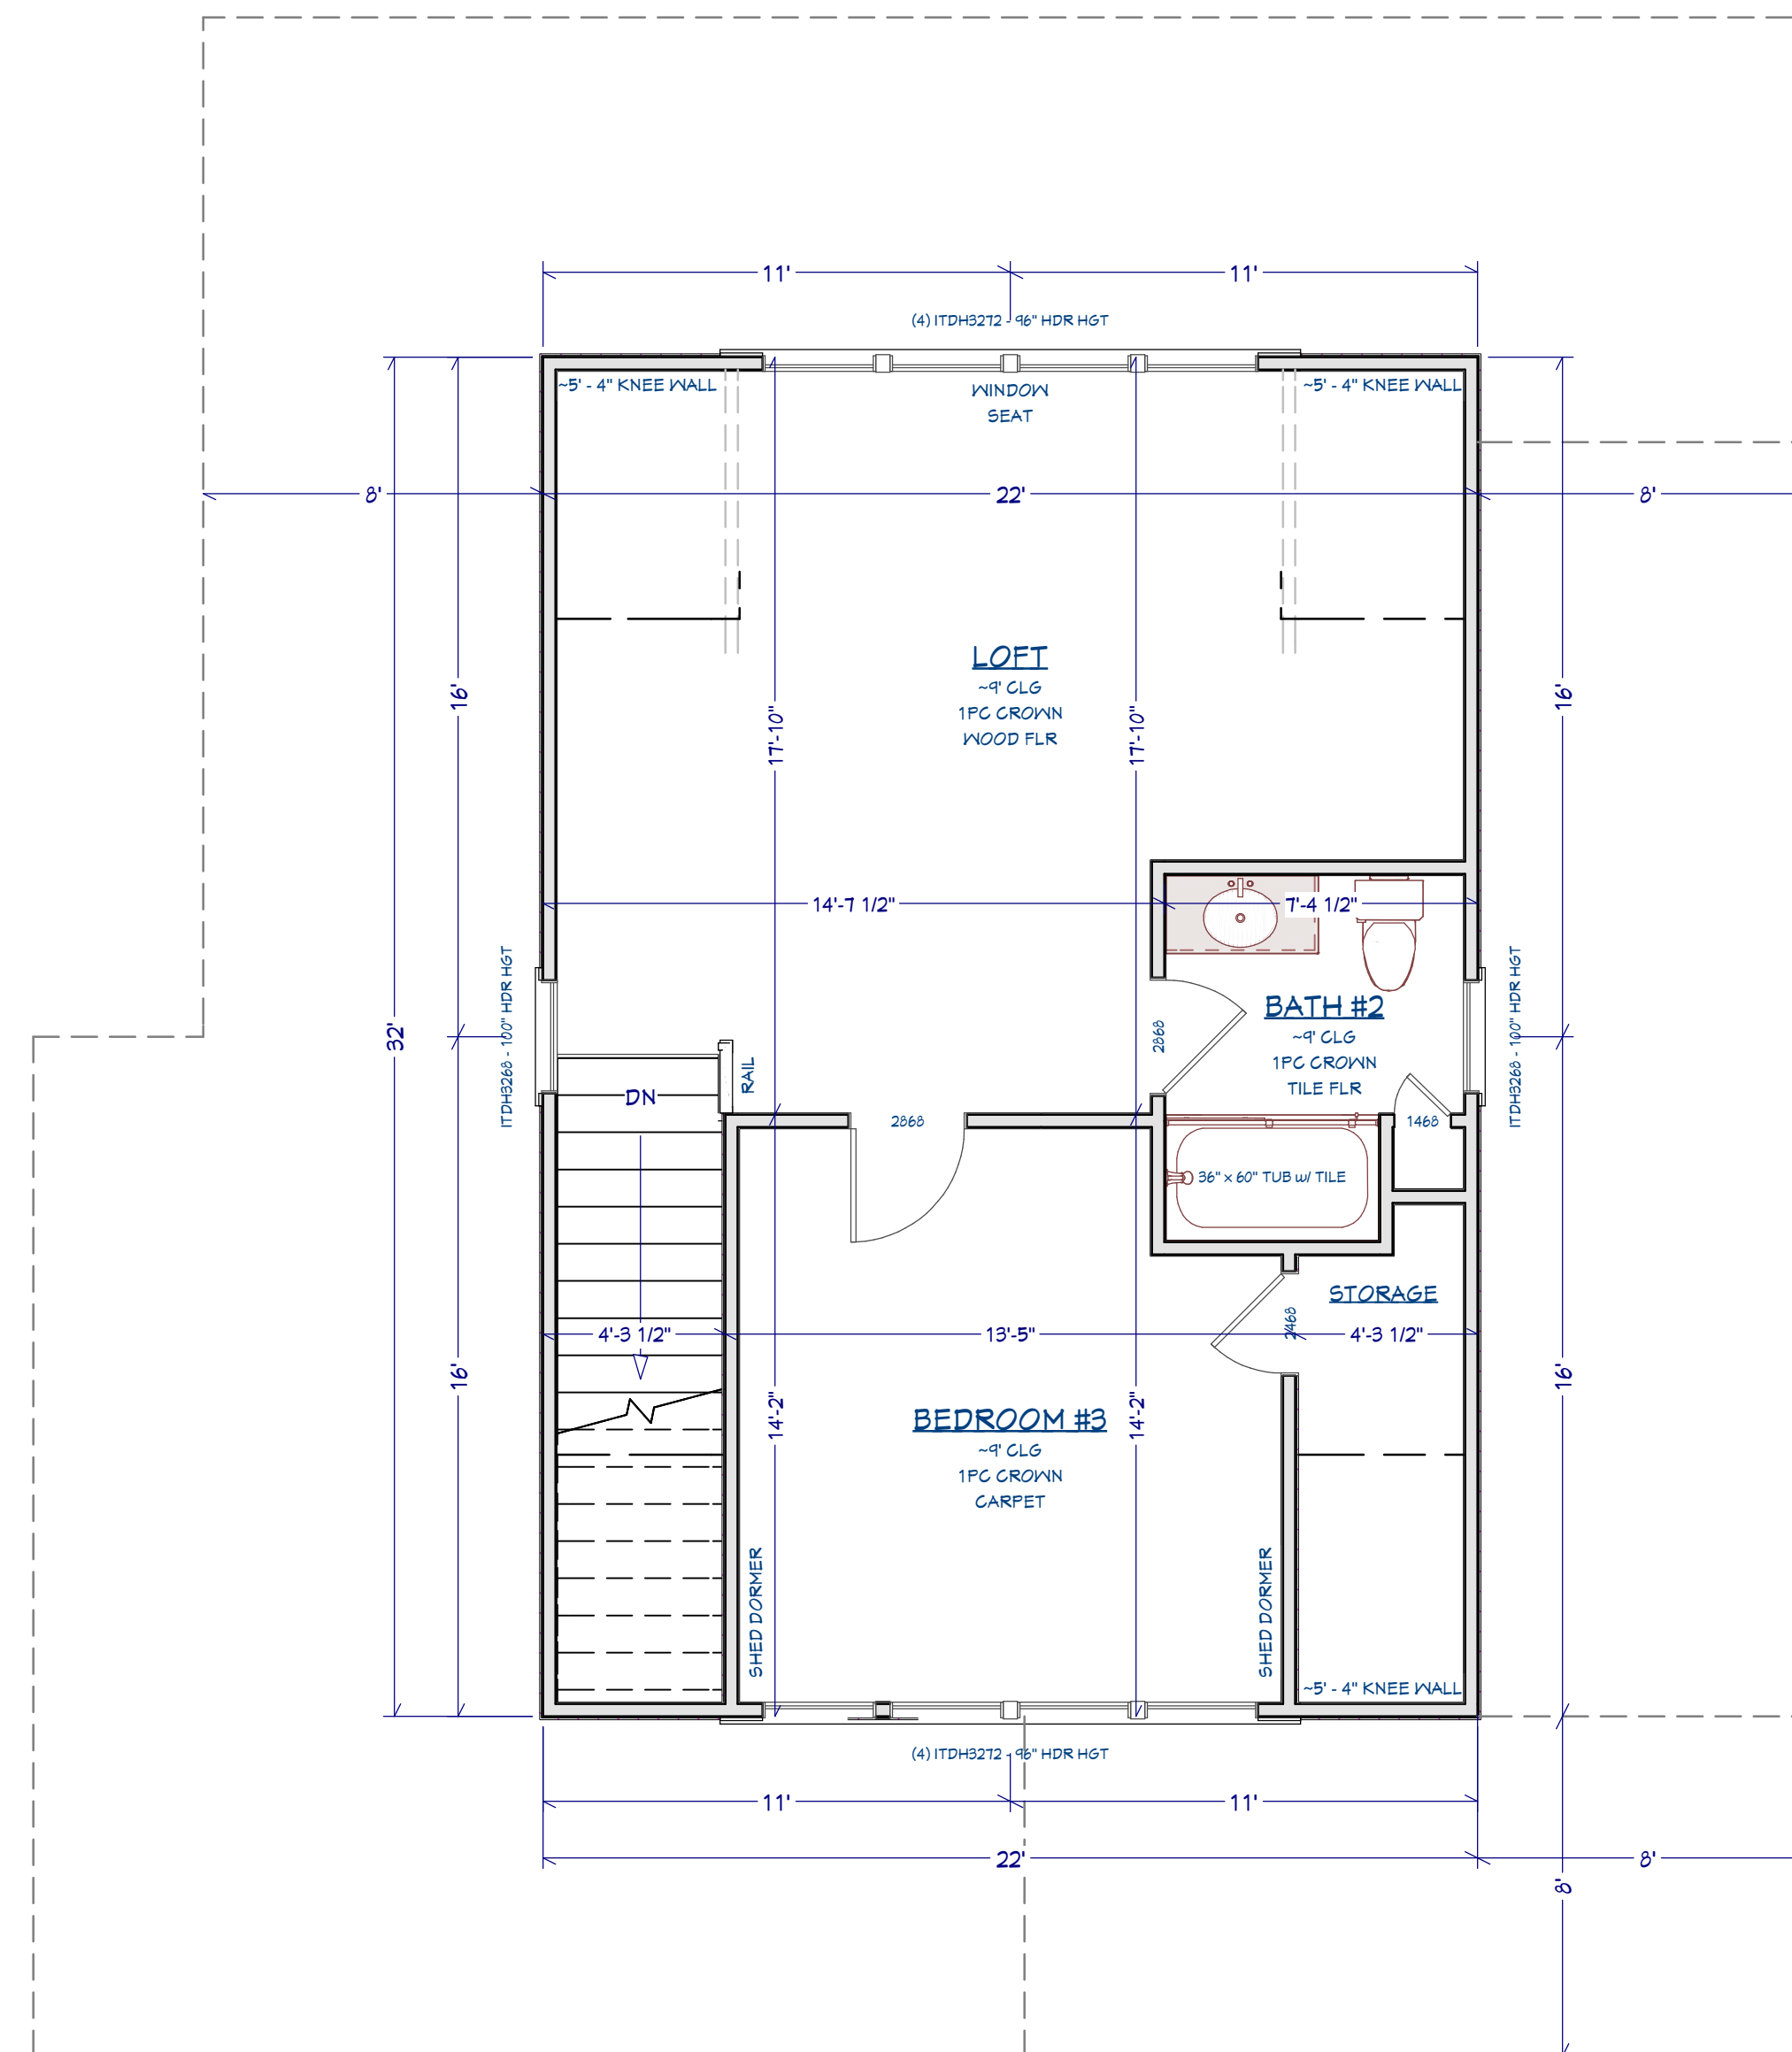 11'
11'
(4) ITDH3272 - 96" HDR HGT
~5' - 4" KNEE WALL
WINDOW
SEAT
~5' - 4" KNEE WALL
8'
22'
8'
LOFT
~9' CLG
1PC CROWN
WOOD FLR
16'
17'-10"
17'-10"
16'
14'-7 1/2"
7'-4 1/2"
ITDH3268 - 100" HDR HGT
32'
BATH #2
~9' CLG
1PC CROWN
TILE FLR
2868
ITDH3268 - 100" HDR HGT
DN
RAIL
2868
1468
36" x 60" TUB w/ TILE
STORAGE
4'-3 1/2"
13'-5"
2468
4'-3 1/2"
16'
14'-2"
14'-2"
16'
BEDROOM #3
~9' CLG
1PC CROWN
CARPET
SHED DORMER
SHED DORMER
~5' - 4" KNEE WALL
(4) ITDH3272 - 96" HDR HGT
11'
11'
22'
8'
8'